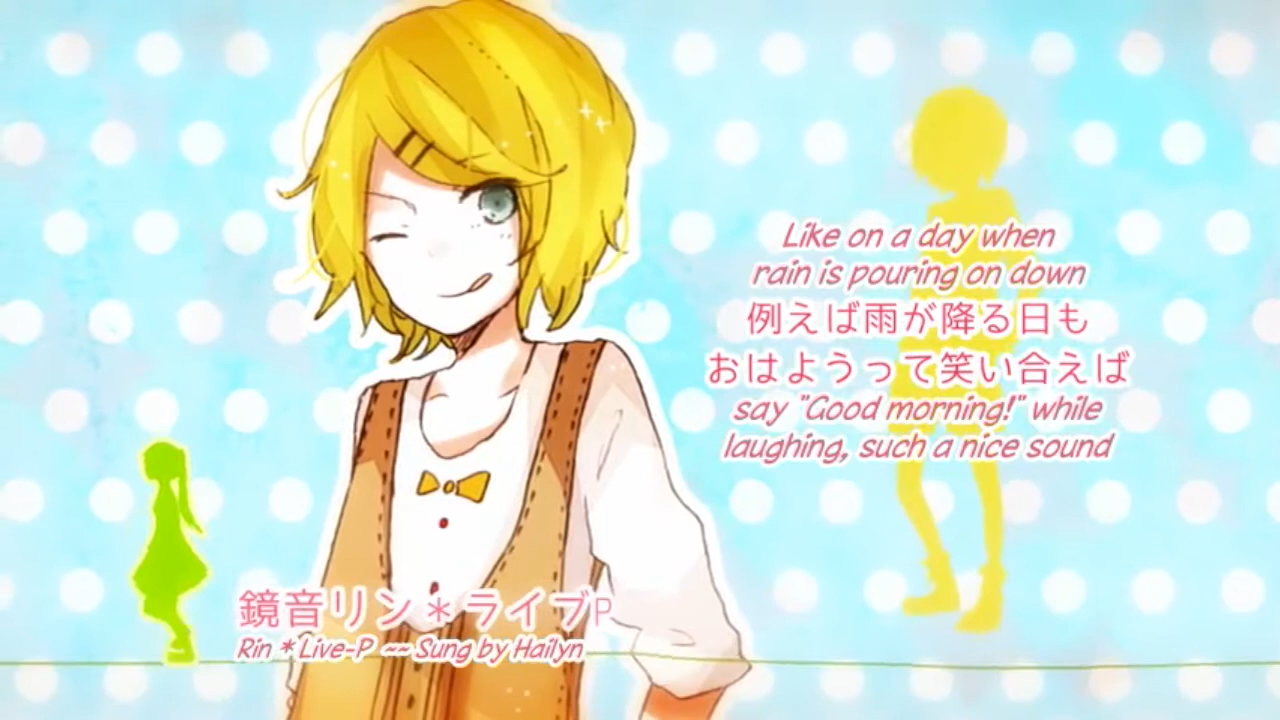 Like on a day when
rain is pouring on down
例えば雨が降る日も
おはようって笑い合えば
say "Good morning!" while
laughing, such a nice sound
鏡音リン＊ライブP
Rin * Live-P ~~ Sung by Hailyn